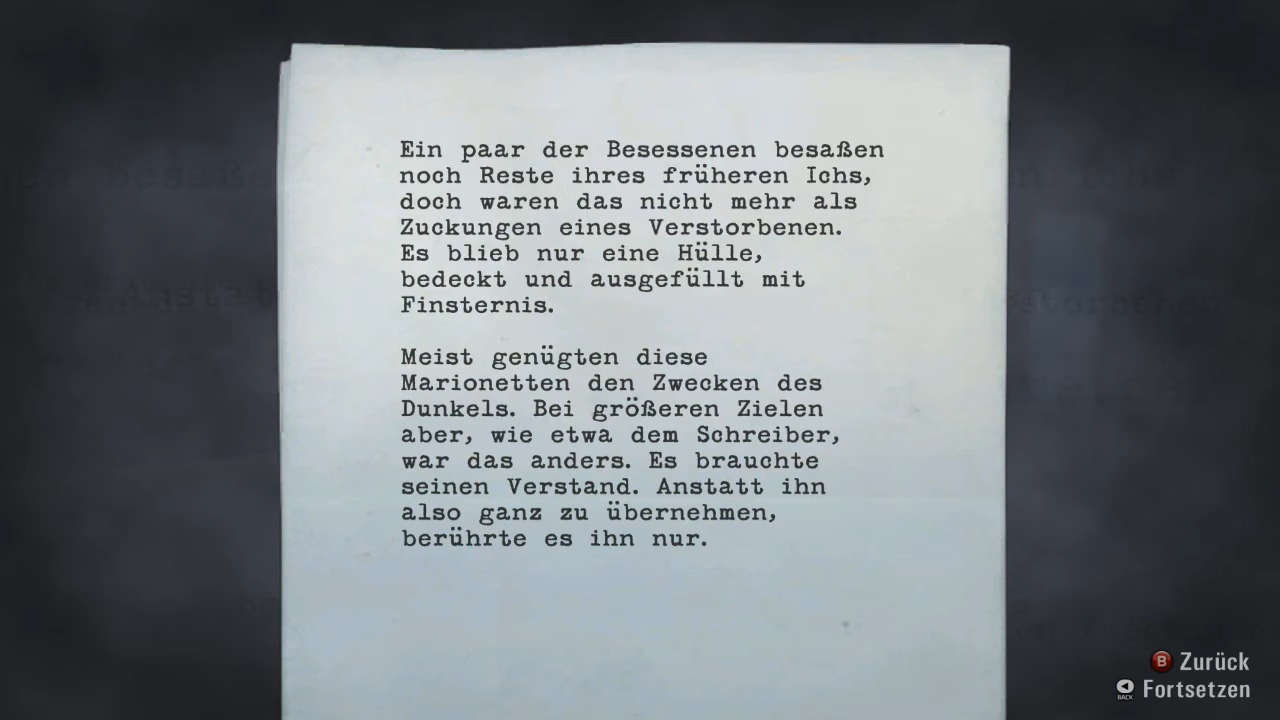 Ein paar der Besessenen besaßen
noch Reste ihres früheren Ichs,
doch waren das nicht mehr als
Zuckungen eines Verstorbenen.
Es blieb nur eine Hülle,
bedeckt und ausgefüllt mit
Finsternis.
Meist genügten diese
Marionetten den Zwecken des
Dunkels. Bei größeren Zielen
aber, wie etwa dem Schreiber,
war das anders. Es brauchte
seinen Verstand. Anstatt ihn
also ganz zu übernehmen,
berührte es ihn nur.
B Zurück
BACK Fortsetzen